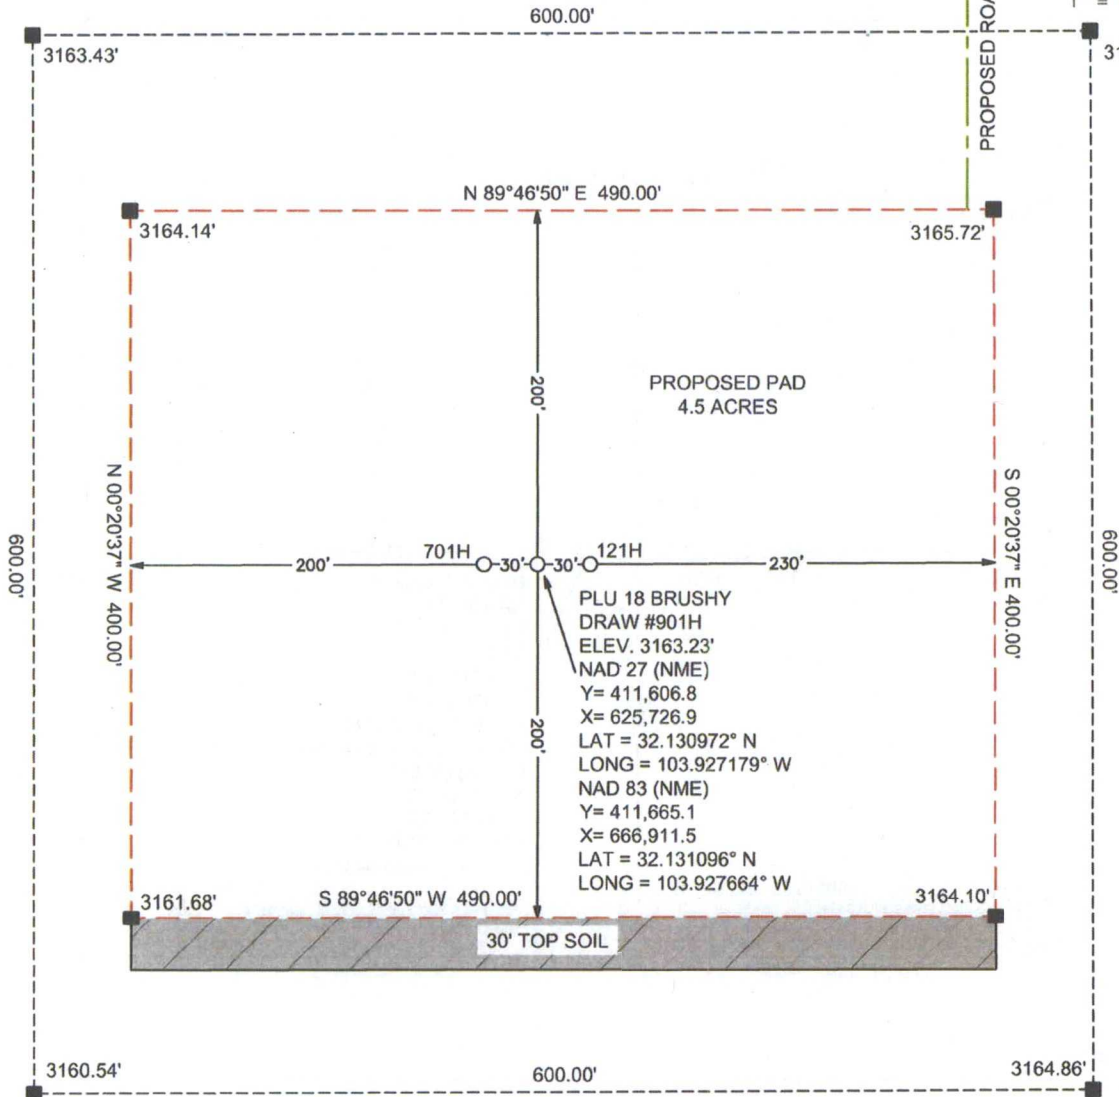 600.00'
3163.43'
PROPOSED
N 89°46'50" E 490.00'
3164.14'
3165.72'
200'
PROPOSED PAD
4.5 ACRES
N 00°20'37" W 400.00'
S 00°20'37" E 400.00'
600.00'
600.00'
200'
701H
30'
30'
121H
230'
PLU 18 BRUSHY
DRAW #901H
ELEV. 3163.23'
NAD 27 (NME)
Y= 411,606.8
X= 625,726.9
LAT = 32.130972° N
LONG = 103.927179° W
NAD 83 (NME)
Y= 411,665.1
X= 666,911.5
LAT = 32.131096° N
LONG = 103.927664° W
200'
3161.68'
S 89°46'50" W 490.00'
3164.10'
30' TOP SOIL
3160.54'
600.00'
3164.86'